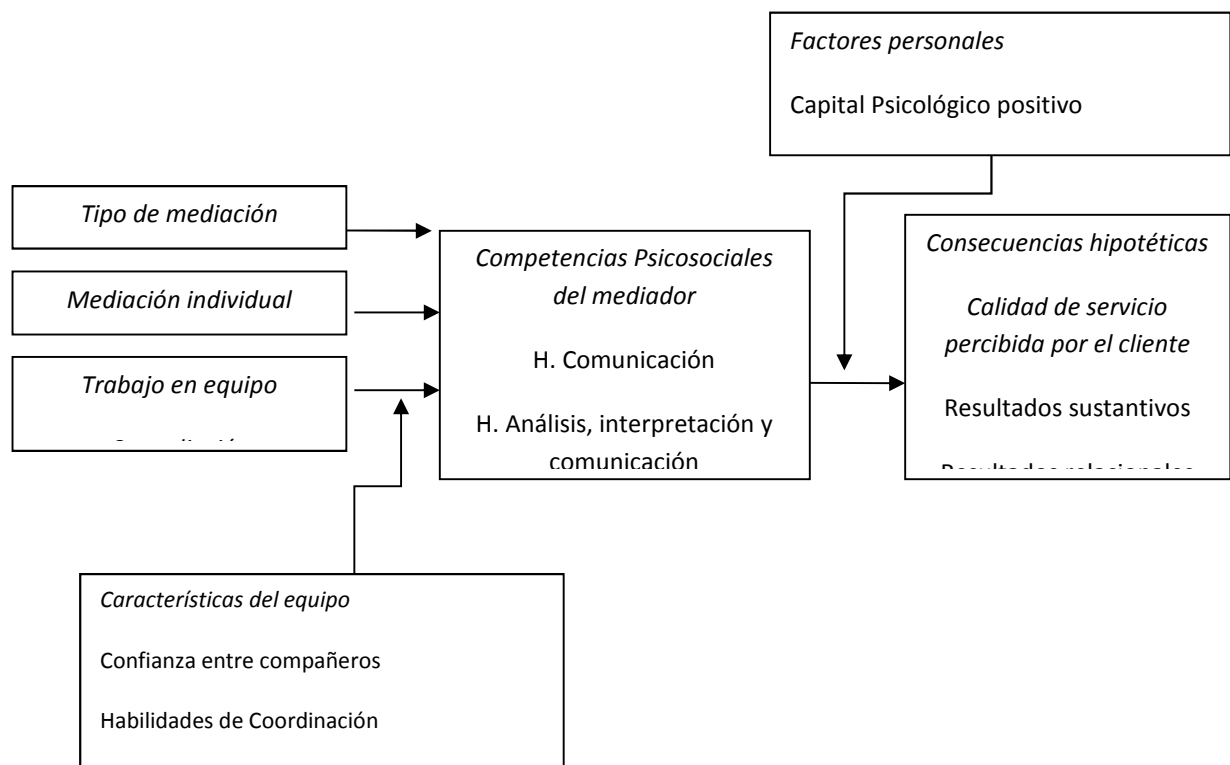 Factores personales
Capital Psicológico positivo
Tipo de mediación
Mediación individual
Trabajo en equipo
Competencias Psicosociales
del mediador
H. Comunicación
H. Análisis, interpretación y
comunicación
Consecuencias hipotéticas
Calidad de servicio
percibida por el cliente
Resultados sustantivos
Resultados relacionales
Características del equipo
Confianza entre compañeros
Habilidades de Coordinación